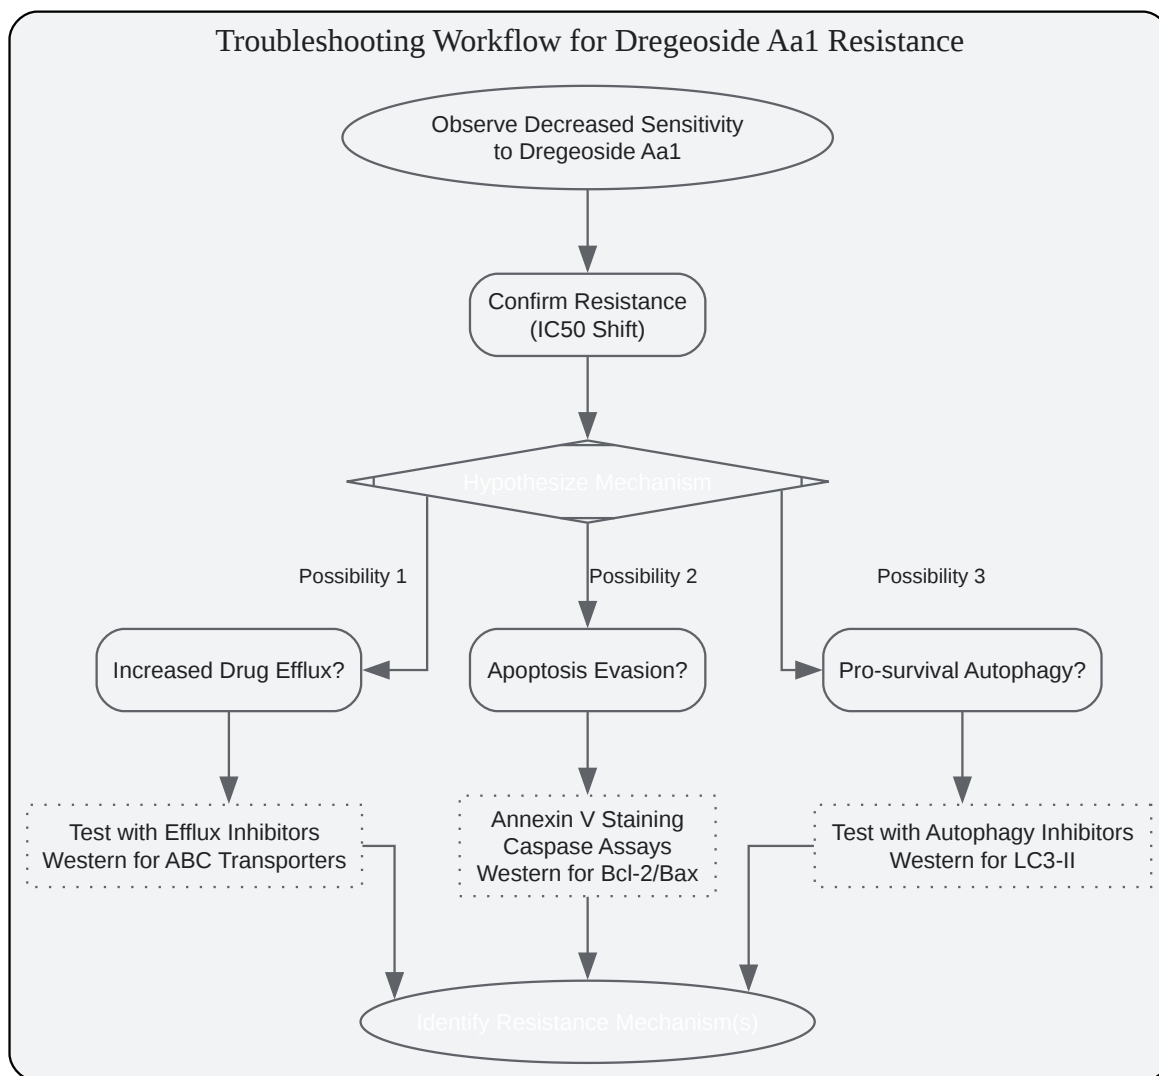 Troubleshooting Workflow for Dregeoside Aa1 Resistance
Observe Decreased Sensitivity
to Dregeoside Aa1
Confirm Resistance
(IC50 Shift)
Hypothesize Mechanism
Possibility 1
Possibility 2
Possibility 3
Increased Drug Efflux?
Apoptosis Evasion?
Pro-survival Autophagy?
Test with Efflux Inhibitors
Western for ABC Transporters
Annexin V Staining
Caspase Assays
Western for Bcl-2/Bax
Test with Autophagy Inhibitors
Western for LC3-II
Identify Resistance Mechanism(s)